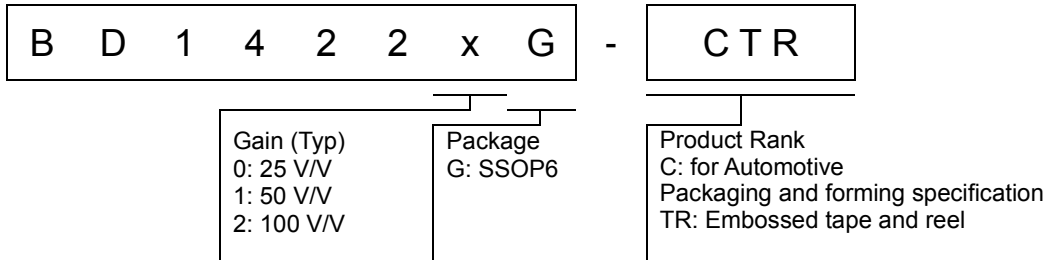 B D 1 4 2 2 x G - C T R
Gain (Typ)
0: 25 V/V
1: 50 V/V
2: 100 V/V
Package
G: SSOP6
Product Rank
C: for Automotive
Packaging and forming specification
TR: Embossed tape and reel